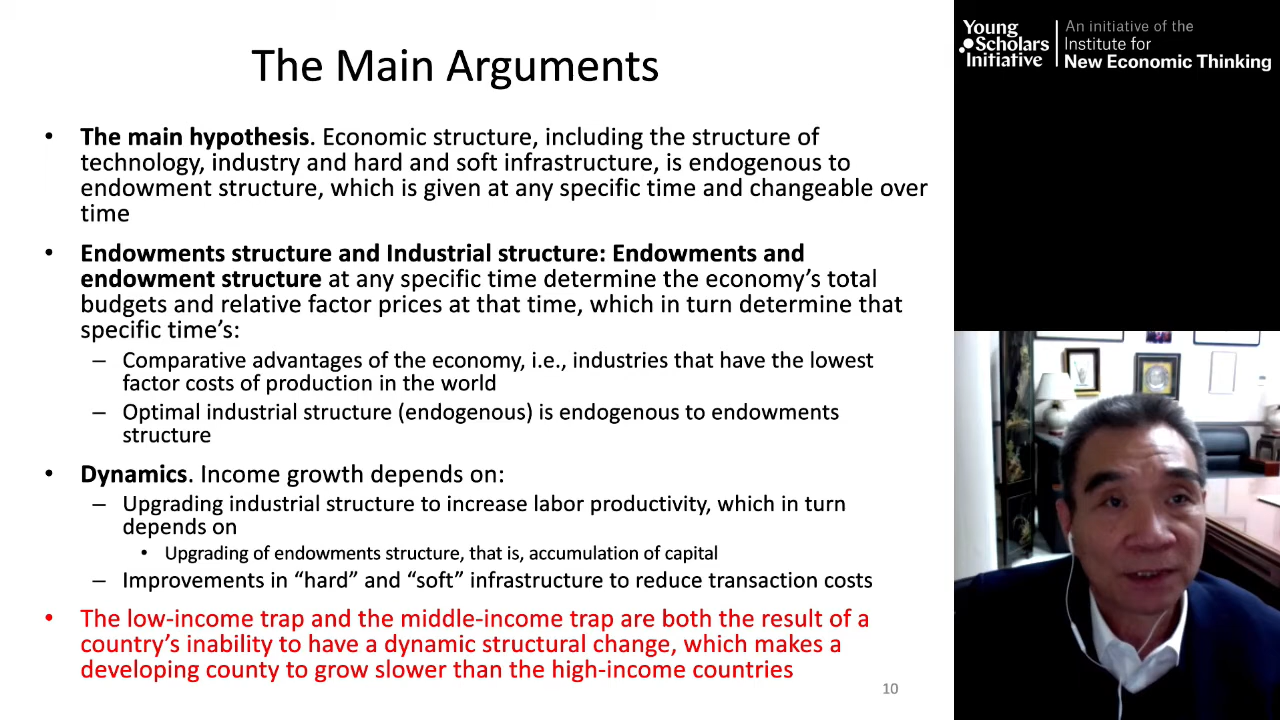 The Main Arguments
• The main hypothesis. Economic structure, including the structure of
technology, industry and hard and soft infrastructure, is endogenous to
endowment structure, which is given at any specific time and changeable over
time
• Endowments structure and Industrial structure: Endowments and
endowment structure at any specific time determine the economy’s total
budgets and relative factor prices at that time, which in turn determine that
specific time’s:
– Comparative advantages of the economy, i.e., industries that have the lowest
factor costs of production in the world
– Optimal industrial structure (endogenous) is endogenous to endowments
structure
• Dynamics. Income growth depends on:
– Upgrading industrial structure to increase labor productivity, which in turn
depends on
• Upgrading of endowments structure, that is, accumulation of capital
– Improvements in “hard” and “soft” infrastructure to reduce transaction costs
• The low-income trap and the middle-income trap are both the result of a
country’s inability to have a dynamic structural change, which makes a
developing county to grow slower than the high-income countries
10
Young
Scholars
Initiative
An initiative of the
Institute for
New Economic Thinking